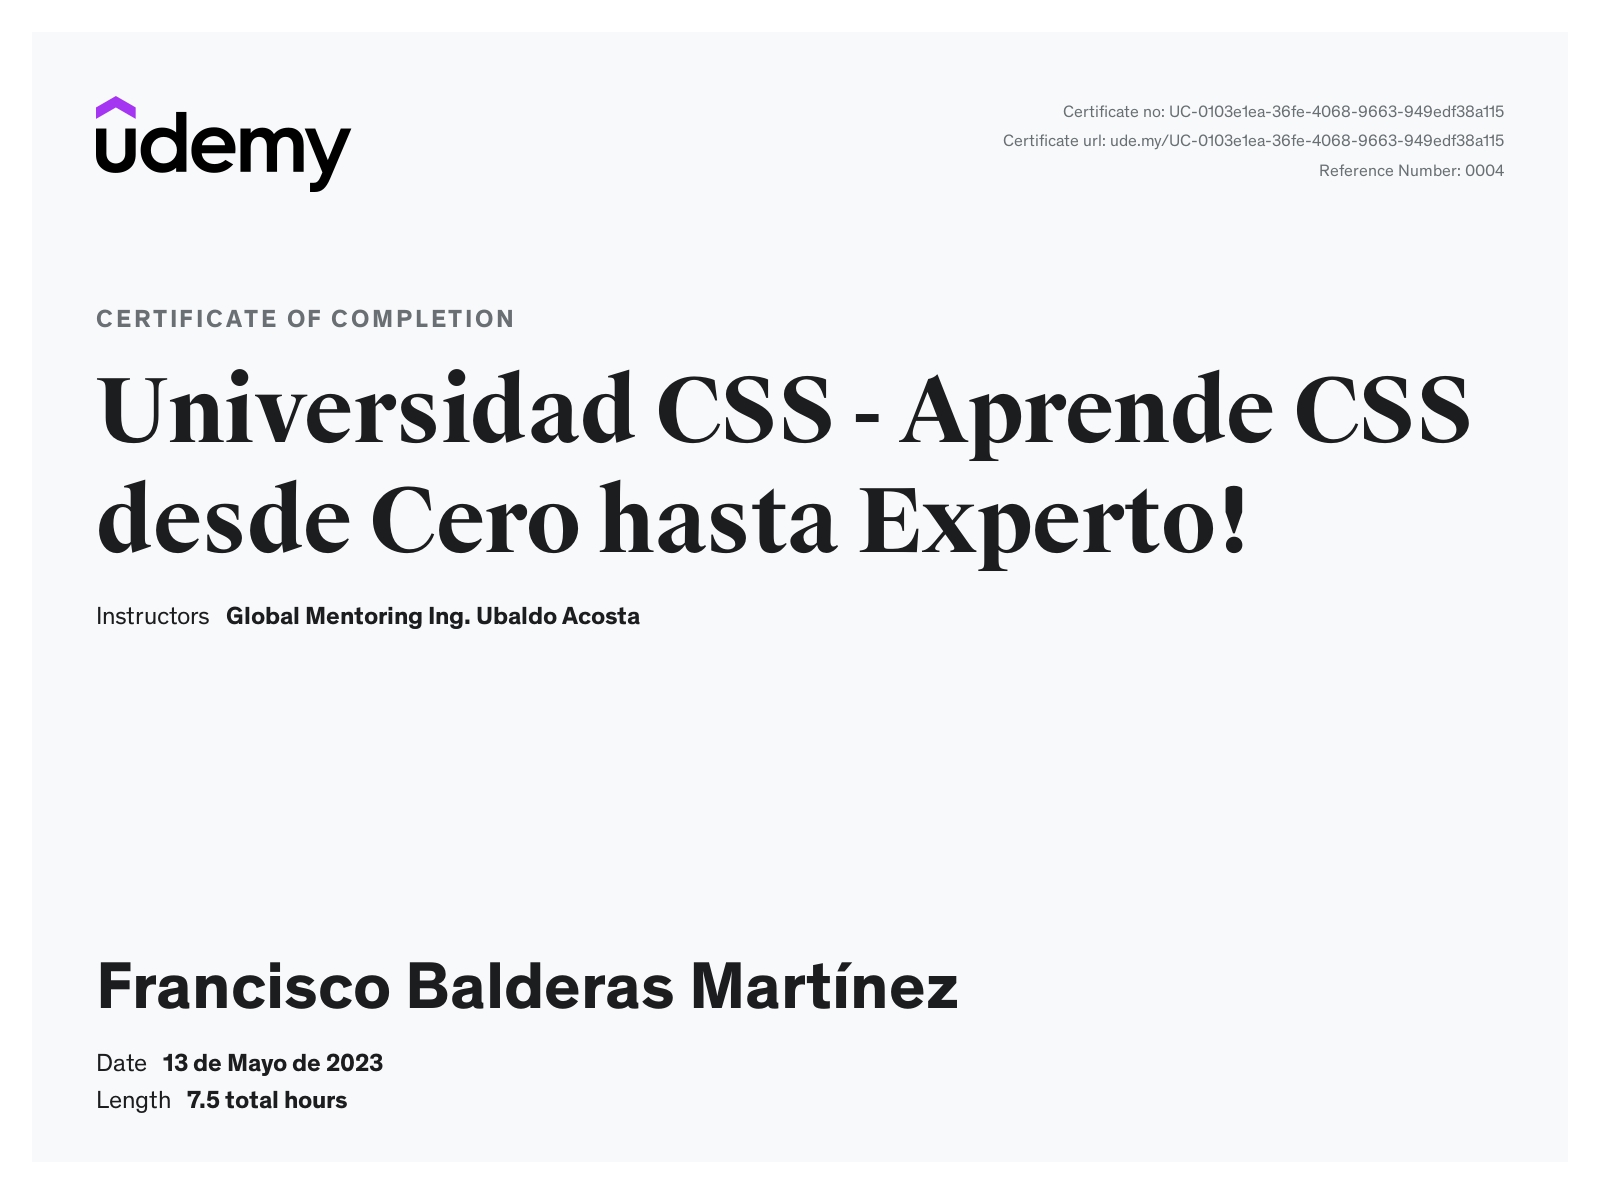 udemy
Certificate no: UC-0103e1ea-36fe-4068-9663-949edf38a115
Certificate url: ude.my/UC-0103e1ea-36fe-4068-9663-949edf38a115
Reference Number: 0004
CERTIFICATE OF COMPLETION
Universidad CSS - Aprende CSS
desde Cero hasta Experto!
Instructors Global Mentoring Ing. Ubaldo Acosta
Francisco Balderas Martínez
Date 13 de Mayo de 2023
Length 7.5 total hours